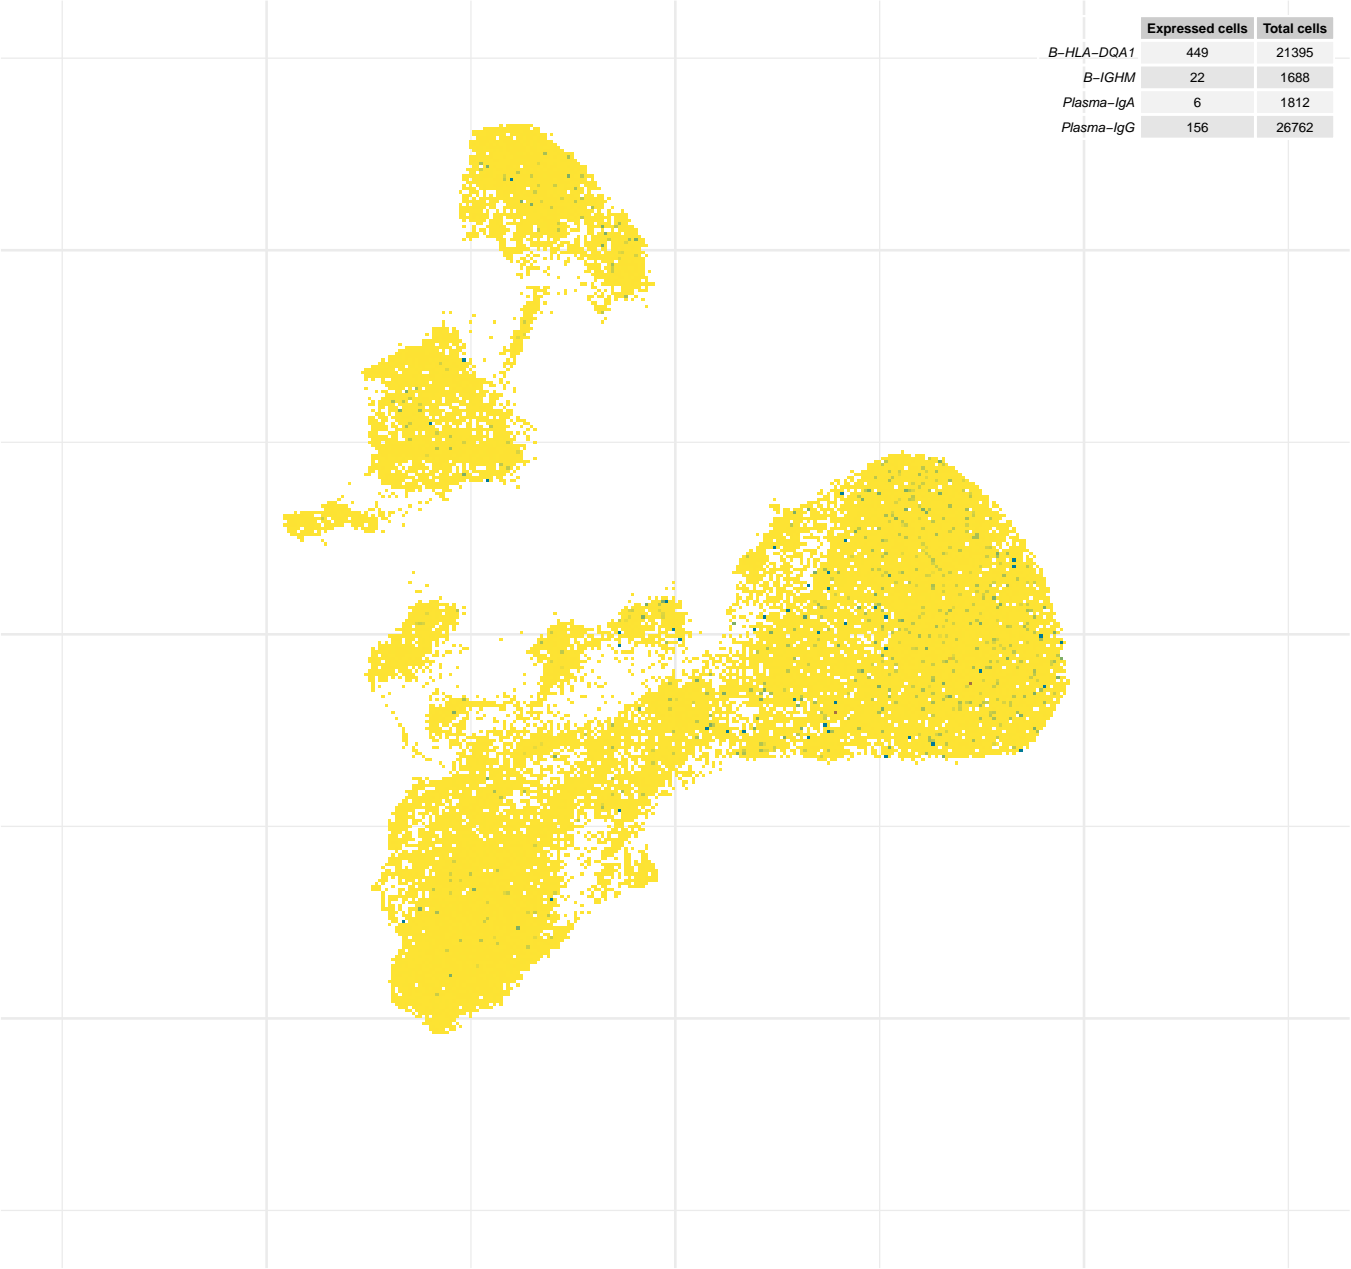 Expressed cells Total cells
B−HLA−DQA1 449 21395
B−IGHM 22 1688
Plasma−IgA 6 1812
Plasma−IgG 156 26762